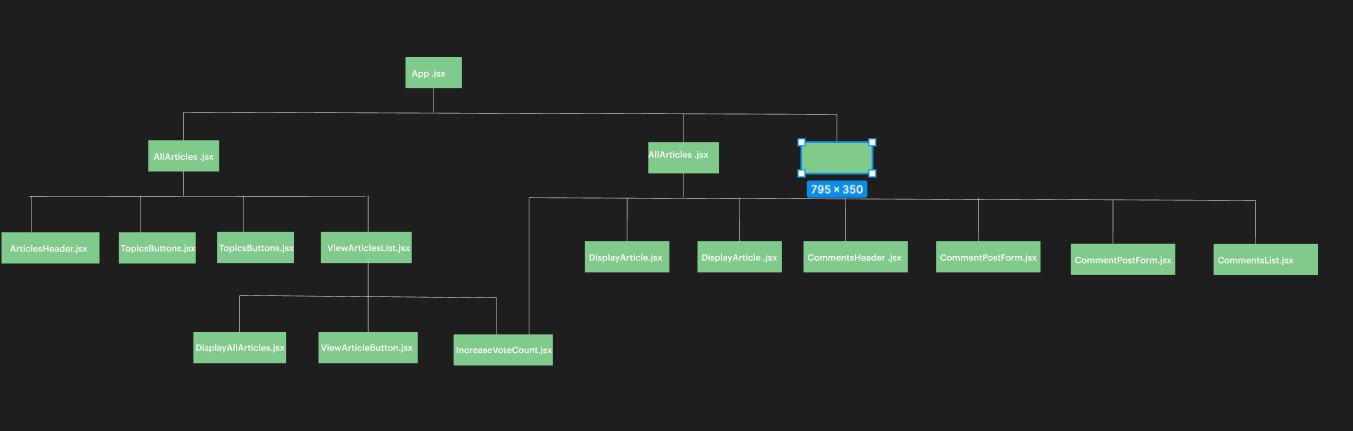 App .jsx
AllArticles .jsx
AllArticles .jsx
795 × 350
ArticlesHeader.jsx
TopicsButtons.jsx
TopicsButtons.jsx
ViewArticlesList.jsx
DisplayArticle.jsx
DisplayArticle .jsx
CommentsHeader .jsx
CommentPostForm.jsx
CommentPostForm.jsx
CommentsList.jsx
DisplayAllArticles.jsx
ViewArticleButton.jsx
IncreaseVoteCount.jsx